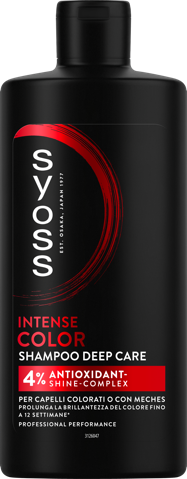 syoss
EST. OSAKA, JAPAN 1977
INTENSE
COLOR
SHAMPOO DEEP CARE
4% ANTIOXIDANT-
SHINE-COMPLEX
PER CAPELLI COLORATI O CON MECHES
PROLUNGA LA BRILLANTEZZA DEL COLORE FINO
A 12 SETTIMANE*
PROFESSIONAL PERFORMANCE
3126847